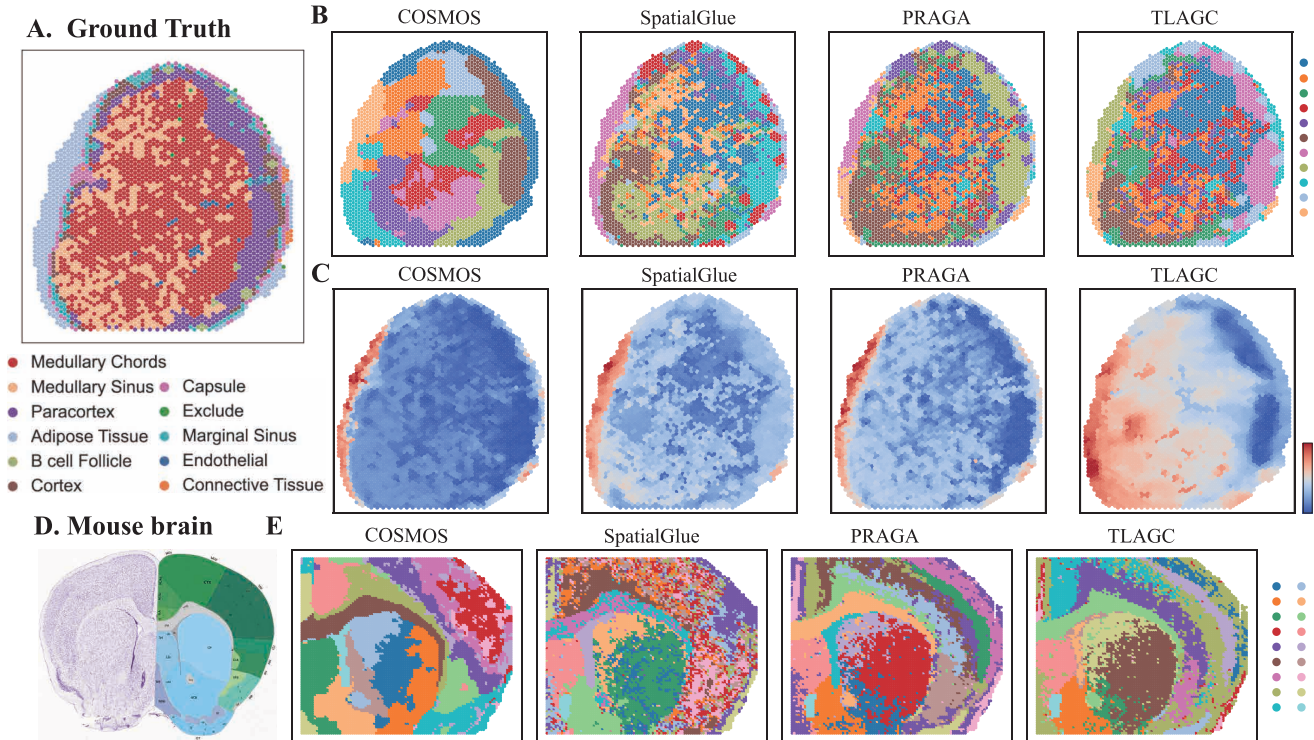 A. Ground Truth
Medullary Chords
Medullary Sinus
Paracortex
Adipose Tissue
B cell Follicle
Cortex
Capsule
Exclude
Marginal Sinus
Endothelial
Connective Tissue
B
COSMOS
SpatialGlue
PRAGA
TLAGC
C
COSMOS
SpatialGlue
PRAGA
TLAGC
D. Mouse brain
E
COSMOS
SpatialGlue
PRAGA
TLAGC